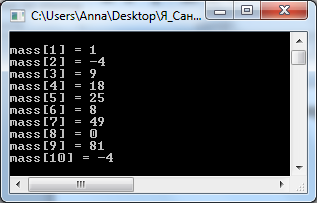 C:\Users\Anna\Desktop\Я_Сан...
mass[1] = 1
mass[2] = -4
mass[3] = 9
mass[4] = 18
mass[5] = 25
mass[6] = 8
mass[7] = 49
mass[8] = 0
mass[9] = 81
mass[10] = -4